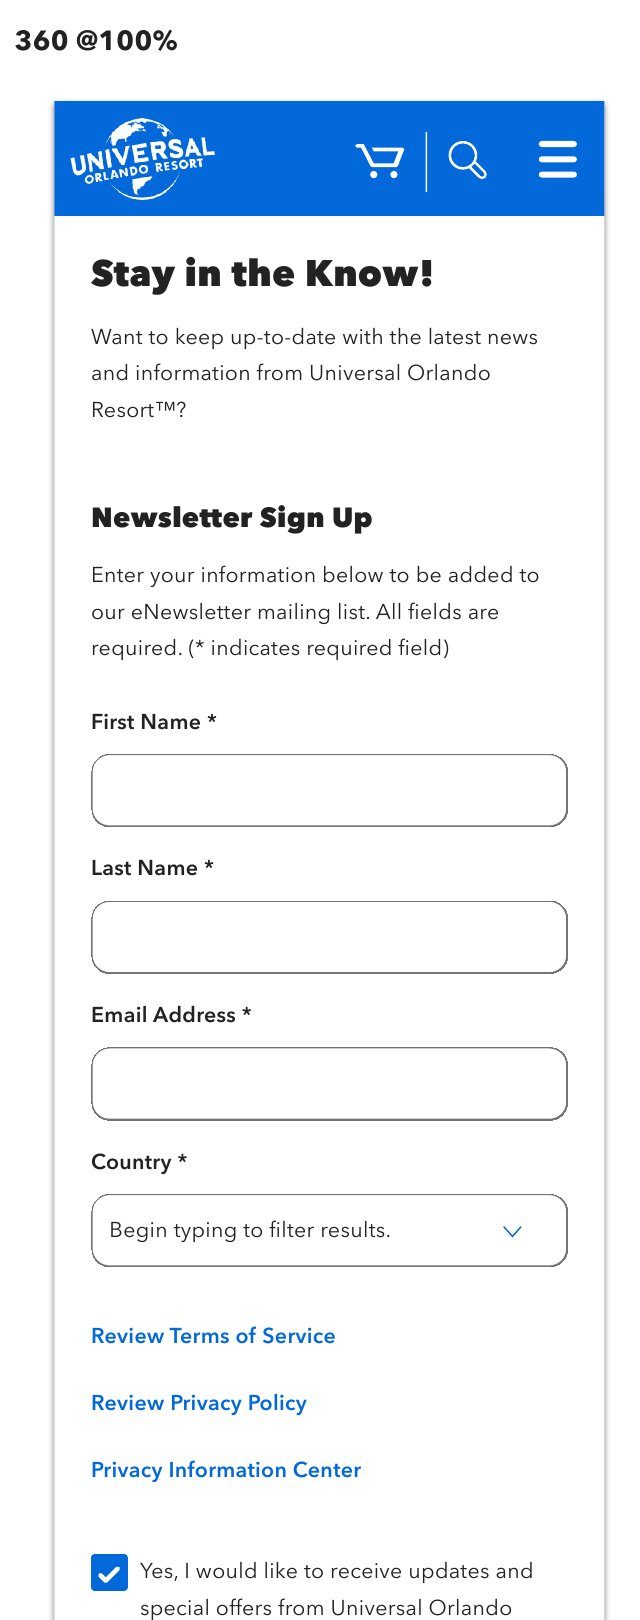 360 @100%
UNIVERSAL
ORLANDO RESORT
Stay in the Know!
Want to keep up-to-date with the latest news
and information from Universal Orlando
Resort™?
Newsletter Sign Up
Enter your information below to be added to
our eNewsletter mailing list. All fields are
required. (* indicates required field)
First Name *
Last Name *
Email Address *
Country *
Begin typing to filter results.
Review Terms of Service
Review Privacy Policy
Privacy Information Center
Yes, I would like to receive updates and
special offers from Universal Orlando